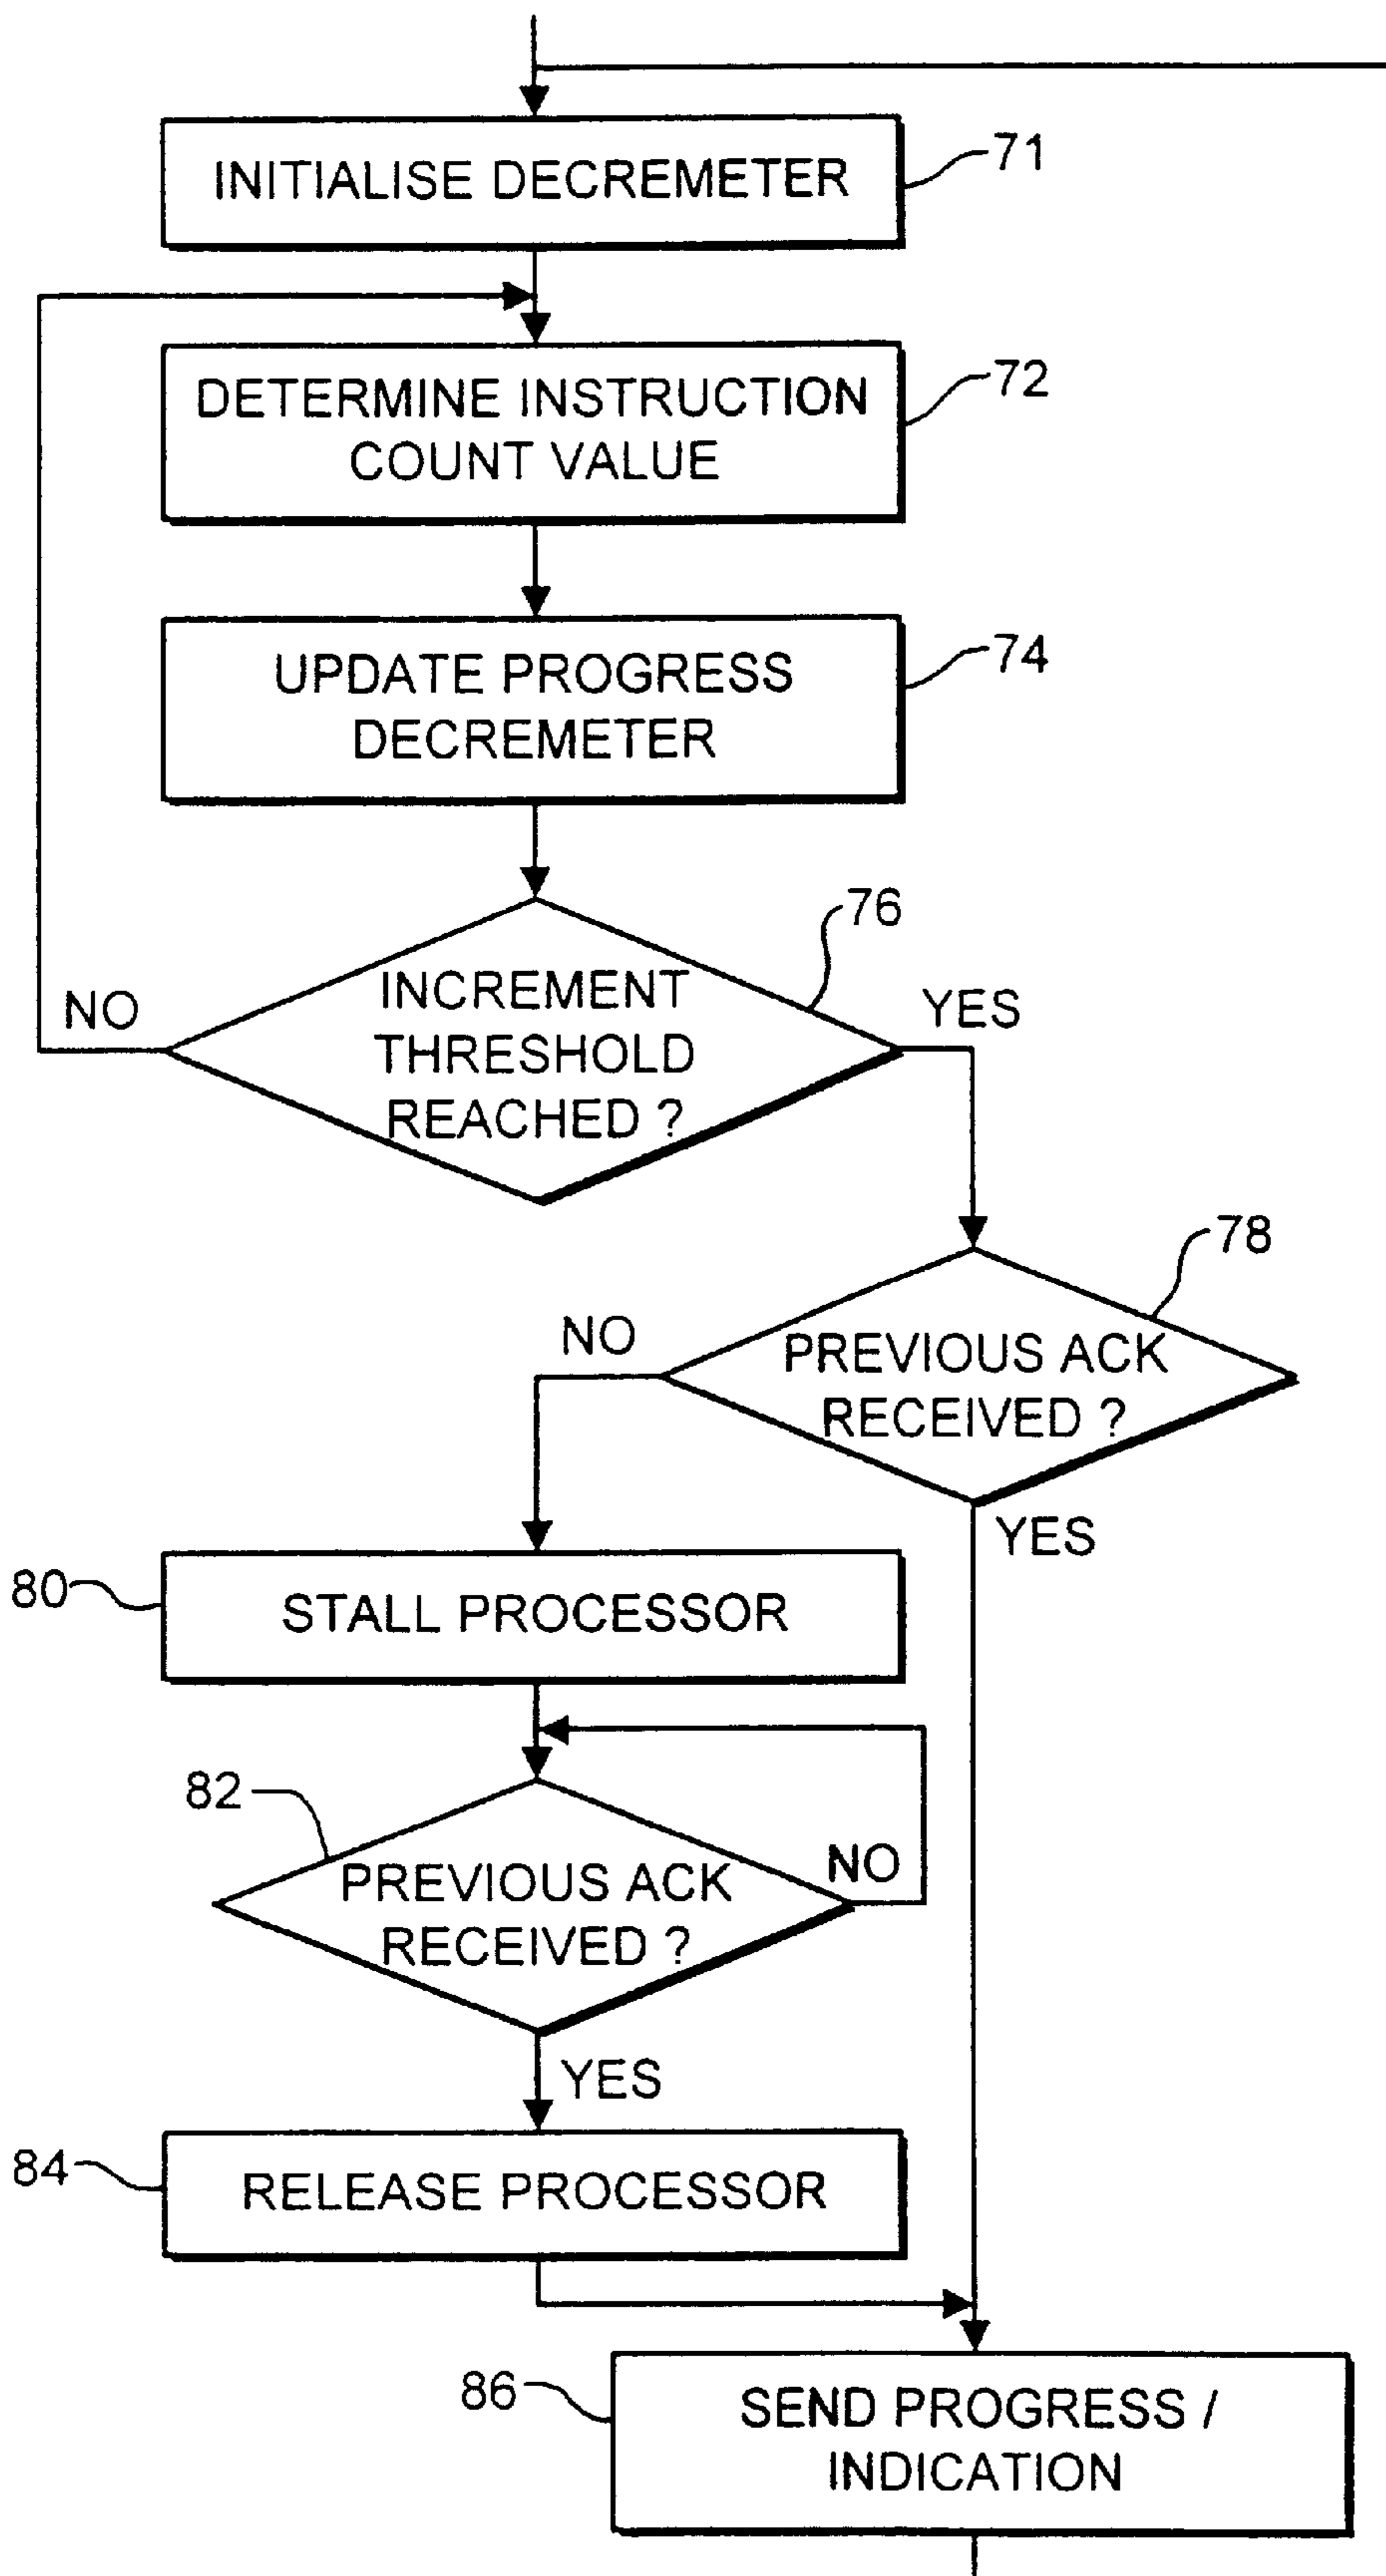 INITIALISE DECREMETER
71
DETERMINE INSTRUCTION
COUNT VALUE
72
UPDATE PROGRESS
DECREMETER
74
76
INCREMENT
THRESHOLD
REACHED ?
NO
YES
78
PREVIOUS ACK
RECEIVED ?
NO
YES
80
STALL PROCESSOR
82
PREVIOUS ACK
RECEIVED ?
NO
YES
84
RELEASE PROCESSOR
86
SEND PROGRESS /
INDICATION